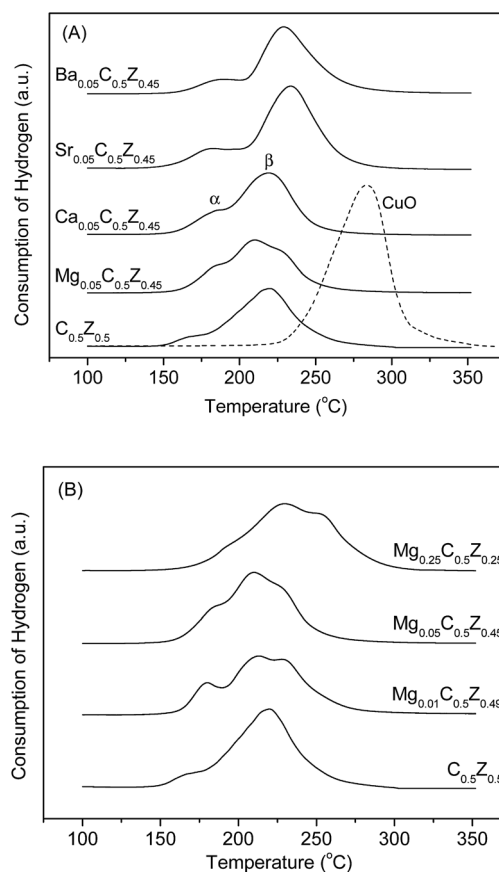 (A)
Ba0.05C0.5Z0.45
Sr0.05C0.5Z0.45
β
α
CuO
Ca0.05C0.5Z0.45
Mg0.05C0.5Z0.45
C0.5Z0.5
Consumption of Hydrogen (a.u.)
100 150 200 250 300 350
Temperature (oC)
(B)
Mg0.25C0.5Z0.25
Mg0.05C0.5Z0.45
Mg0.01C0.5Z0.49
C0.5Z0.5
Consumption of Hydrogen (a.u.)
100 150 200 250 300 350
Temperature (oC)